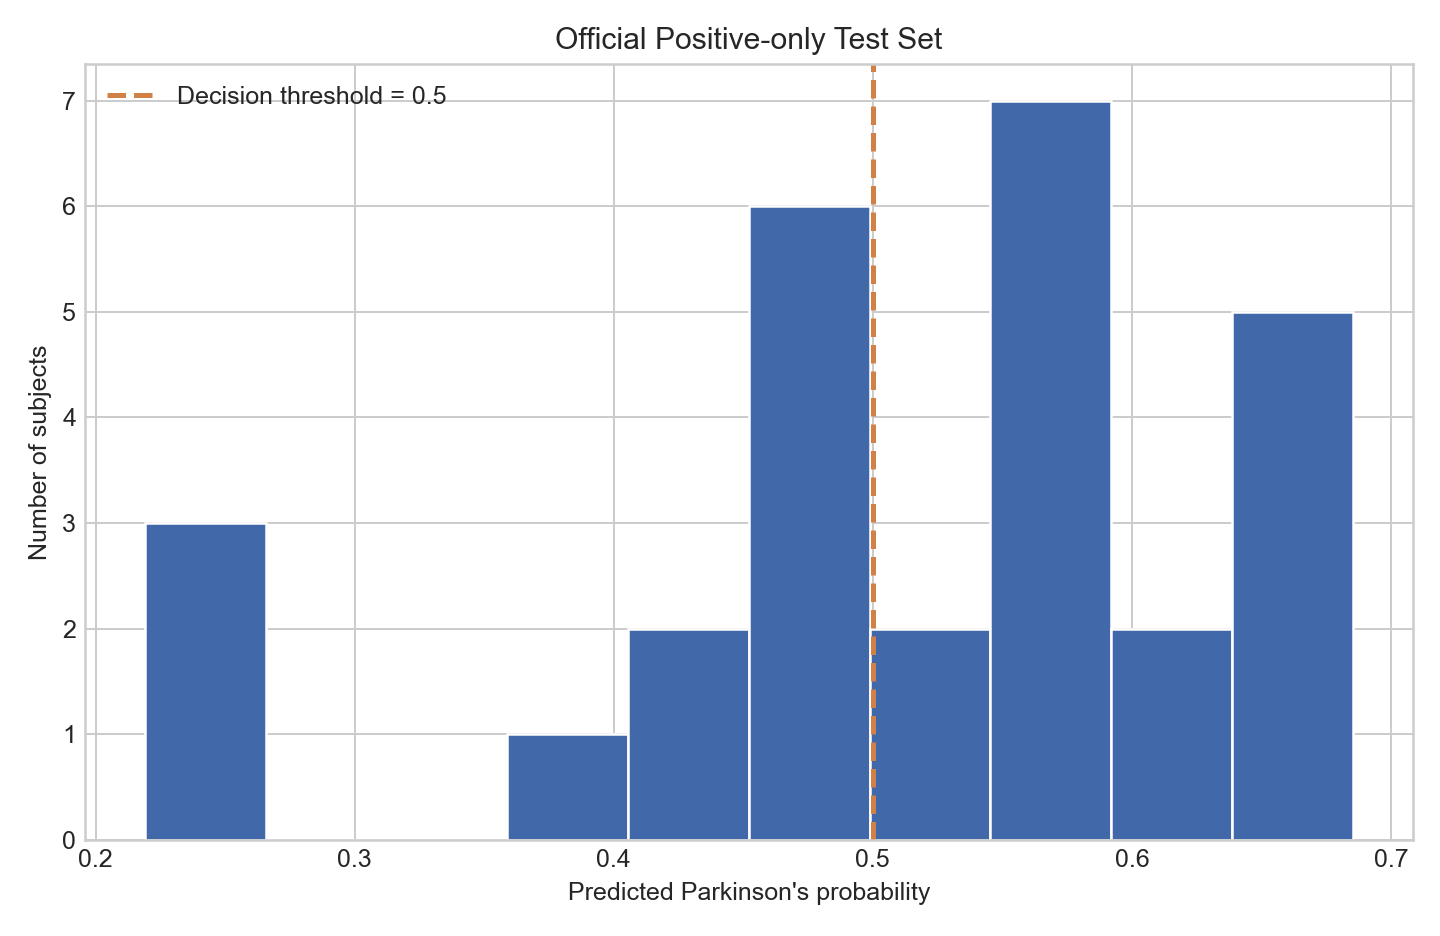 Official Positive-only Test Set
Decision threshold = 0.5
Number of subjects
7
6
5
4
3
2
1
0
0.2 0.3 0.4 0.5 0.6 0.7
Predicted Parkinson's probability